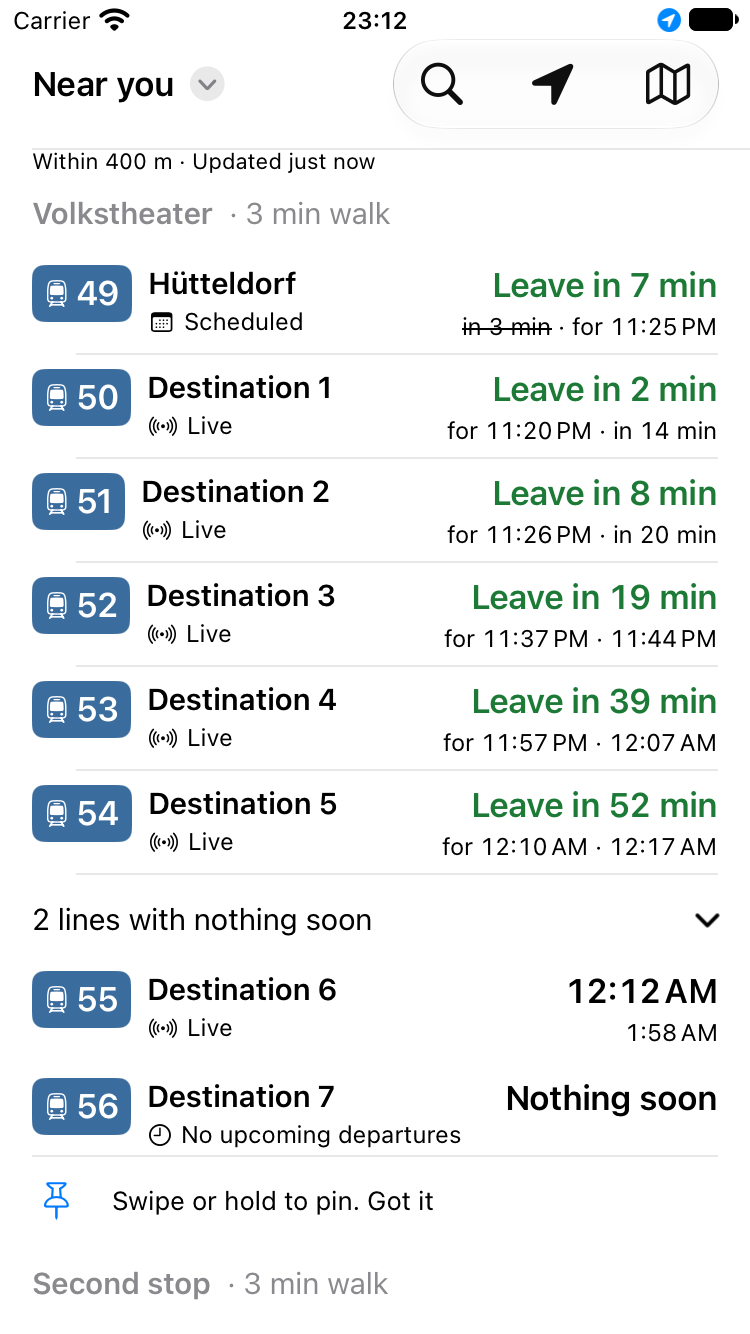 Carrier 23:12
Near you
Within 400 m · Updated just now
Volkstheater · 3 min walk
49 Hütteldorf Leave in 7 min
Scheduled in 3 min · for 11:25 PM
50 Destination 1 Leave in 2 min
Live for 11:20 PM · in 14 min
51 Destination 2 Leave in 8 min
Live for 11:26 PM · in 20 min
52 Destination 3 Leave in 19 min
Live for 11:37 PM · 11:44 PM
53 Destination 4 Leave in 39 min
Live for 11:57 PM · 12:07 AM
54 Destination 5 Leave in 52 min
Live for 12:10 AM · 12:17 AM
2 lines with nothing soon
55 Destination 6 12:12 AM
Live 1:58 AM
56 Destination 7 Nothing soon
No upcoming departures
Swipe or hold to pin. Got it
Second stop · 3 min walk